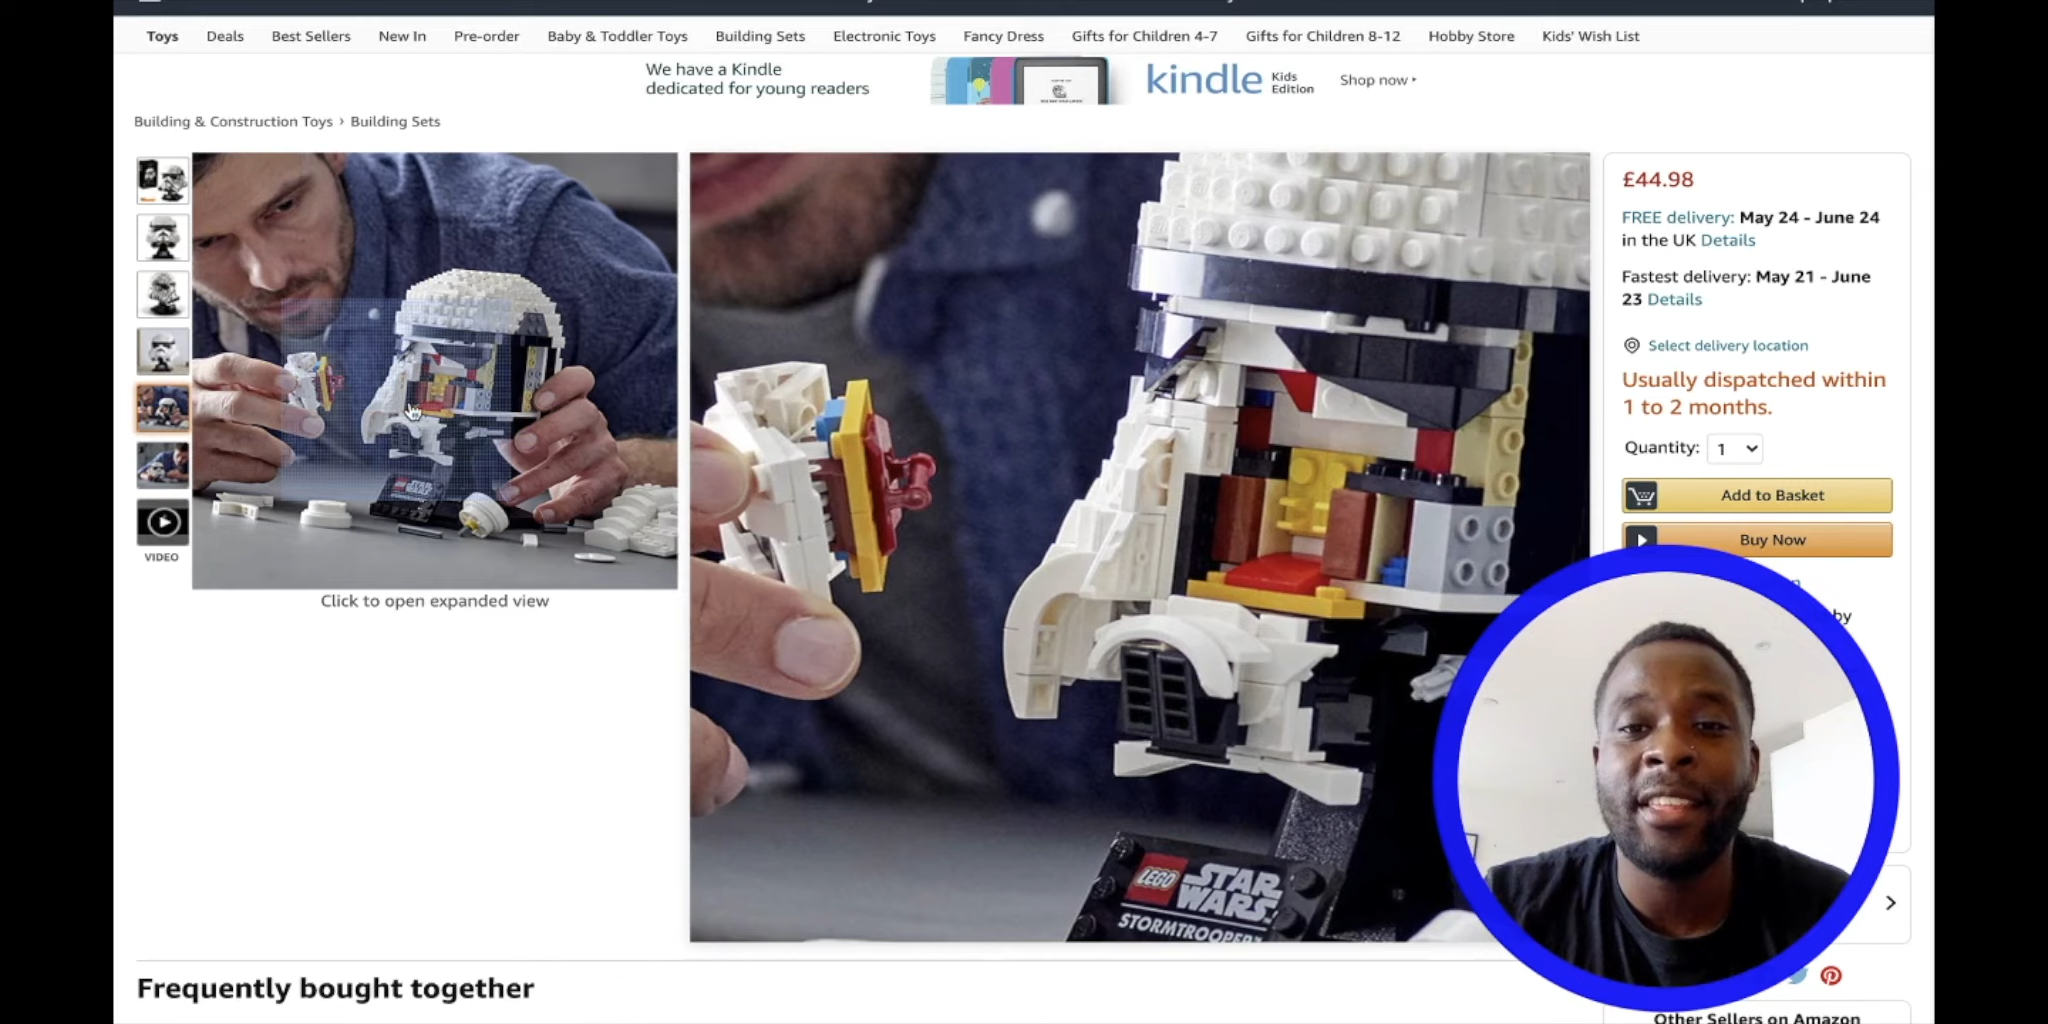 Toys Deals Best Sellers New In Pre-order Baby & Toddler Toys Building Sets Electronic Toys Fancy Dress Gifts for Children 4-7 Gifts for Children 8-12 Hobby Store Kids' Wish List
We have a Kindle
dedicated for young readers
kindle Kids
Edition
Shop now
Building & Construction Toys › Building Sets
VIDEO
Click to open expanded view
LEGO STAR
WARS
STORMTROOPER
£44.98
FREE delivery: May 24 - June 24
in the UK Details
Fastest delivery: May 21 - June
23 Details
Select delivery location
Usually dispatched within
1 to 2 months.
Quantity: 1
Add to Basket
Buy Now
by
Frequently bought together
Other Sellers on Amazon